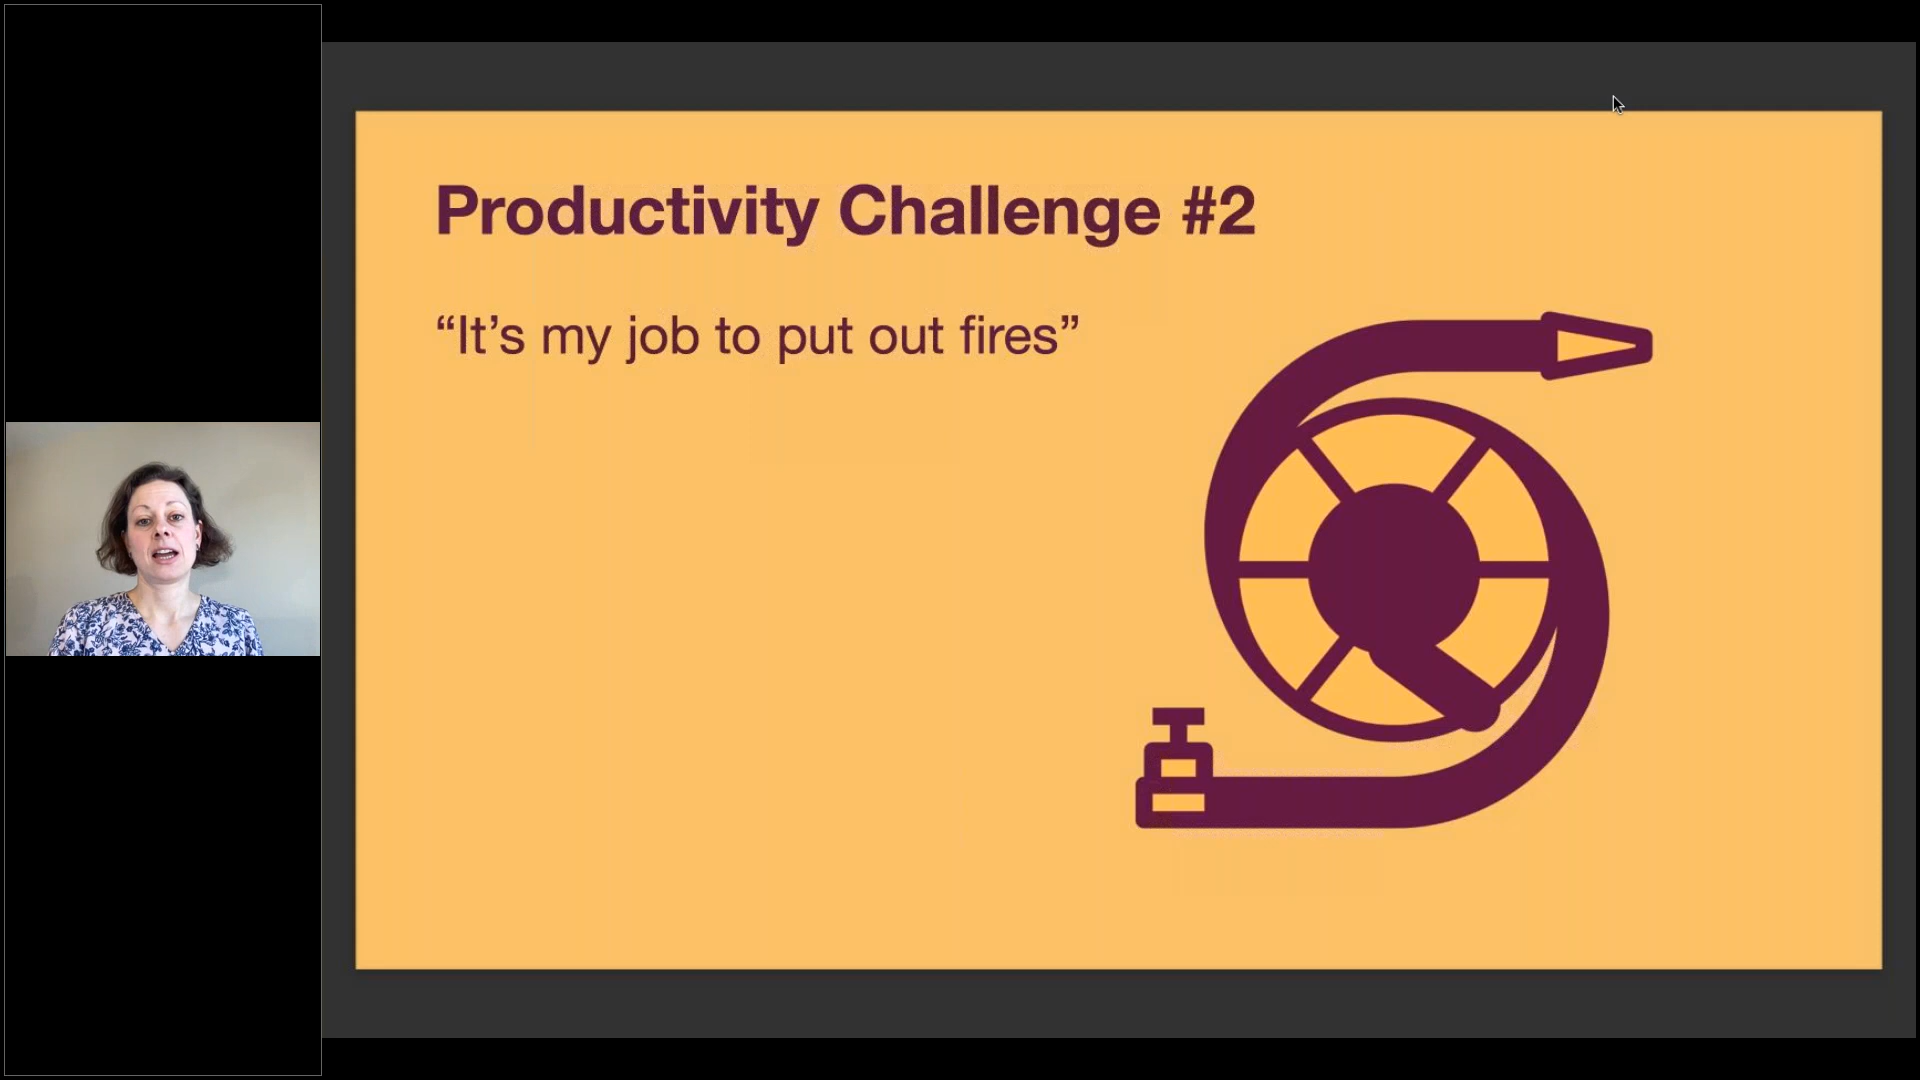 Productivity Challenge #2
“It’s my job to put out fires”